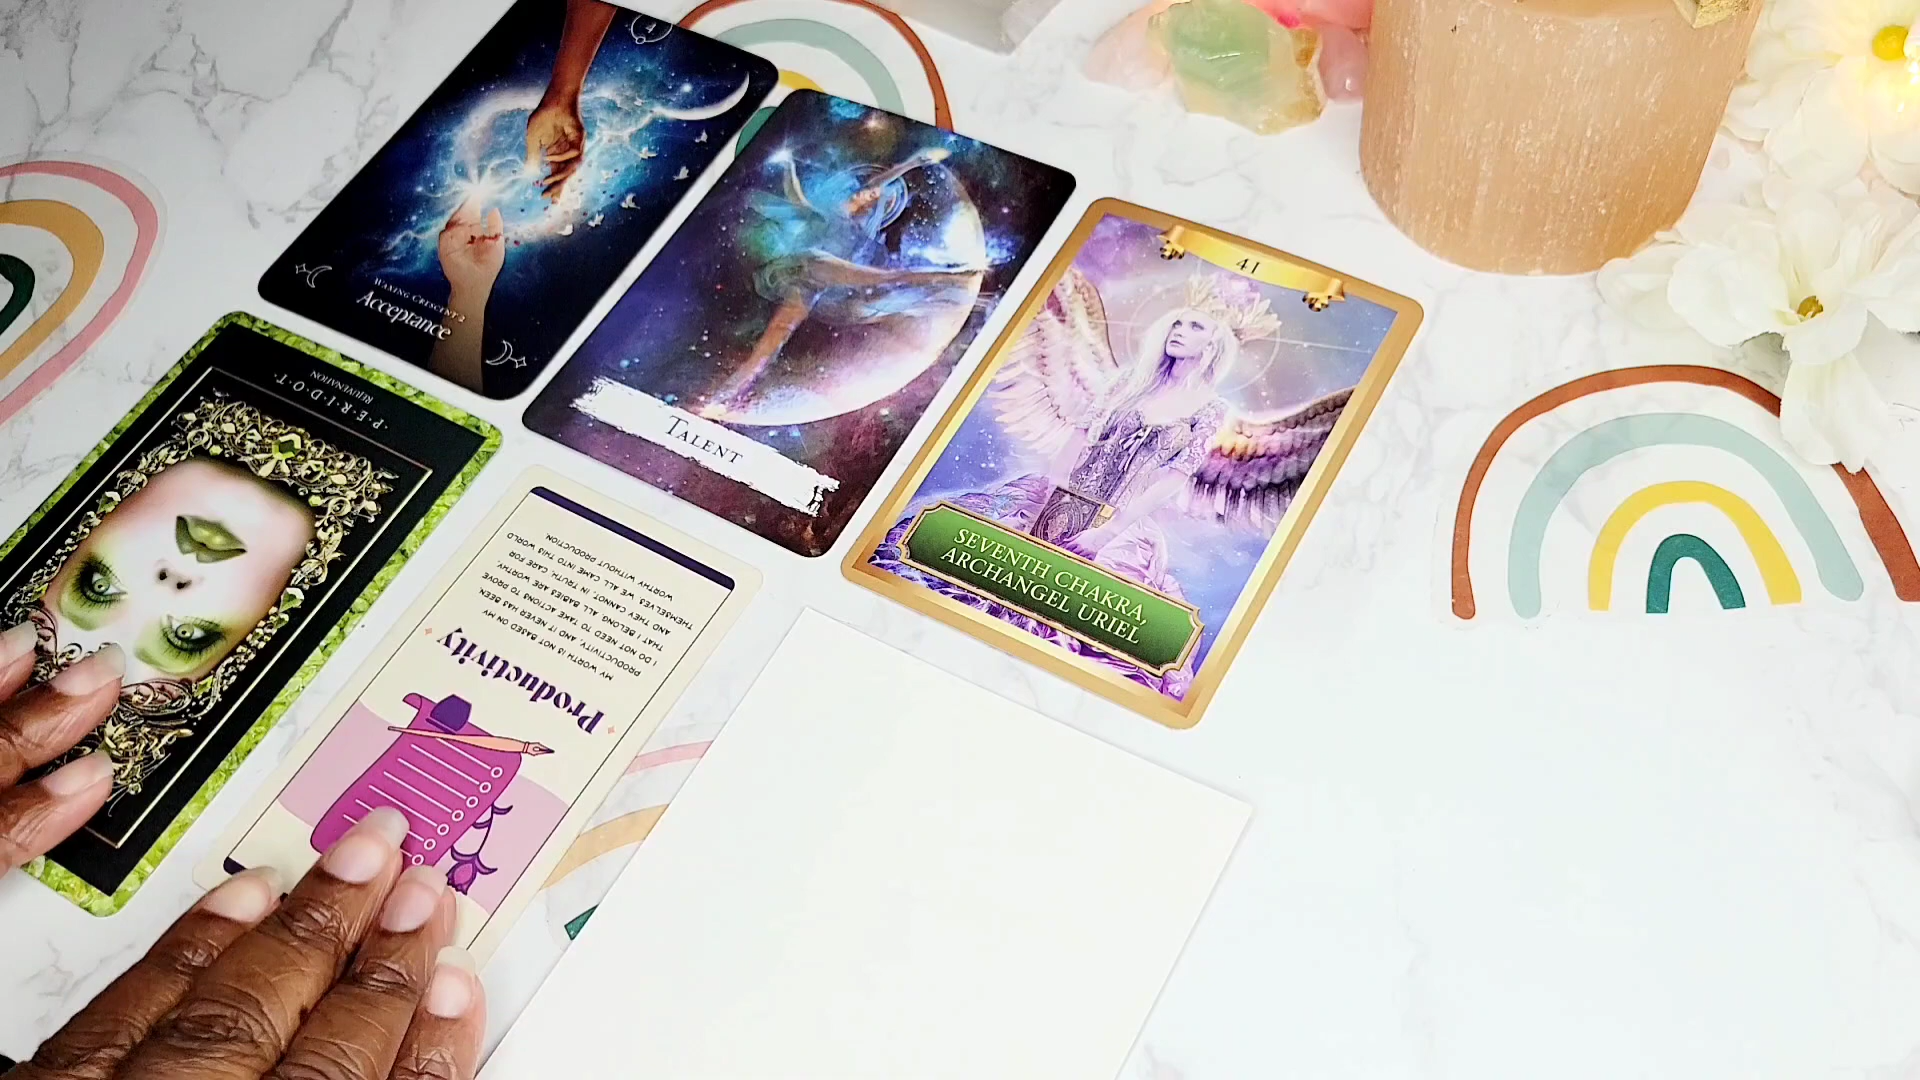 4
WAXING CRESCENT 2
Acceptance
TALENT
41
SEVENTH CHAKRA,
ARCHANGEL URIEL
·P·E·R·I·D·O·T·
REJUVENATION
Productivity
MY WORTH IS NOT BASED ON MY
PRODUCTIVITY, AND IT NEVER HAS BEEN.
I DO NOT NEED TO TAKE ACTIONS TO PROVE
THAT I BELONG. ALL BABIES ARE WORTHY,
AND THEY CANNOT, IN TRUTH, CARE FOR
THEMSELVES. WE ALL CAME INTO THIS WORLD
WORTHY WITHOUT PRODUCTION.